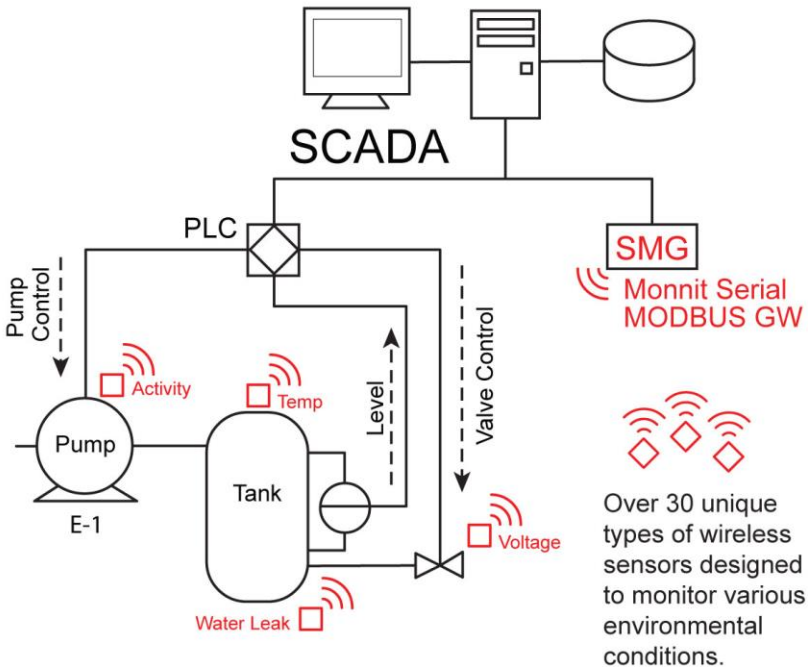 SCADA
PLC
SMG
Monnit Serial
MODBUS GW
Pump
Control
Activity
Temp
Level
Valve Control
Pump
E-1
Tank
Voltage
Water Leak
Over 30 unique
types of wireless
sensors designed
to monitor various
environmental
conditions.